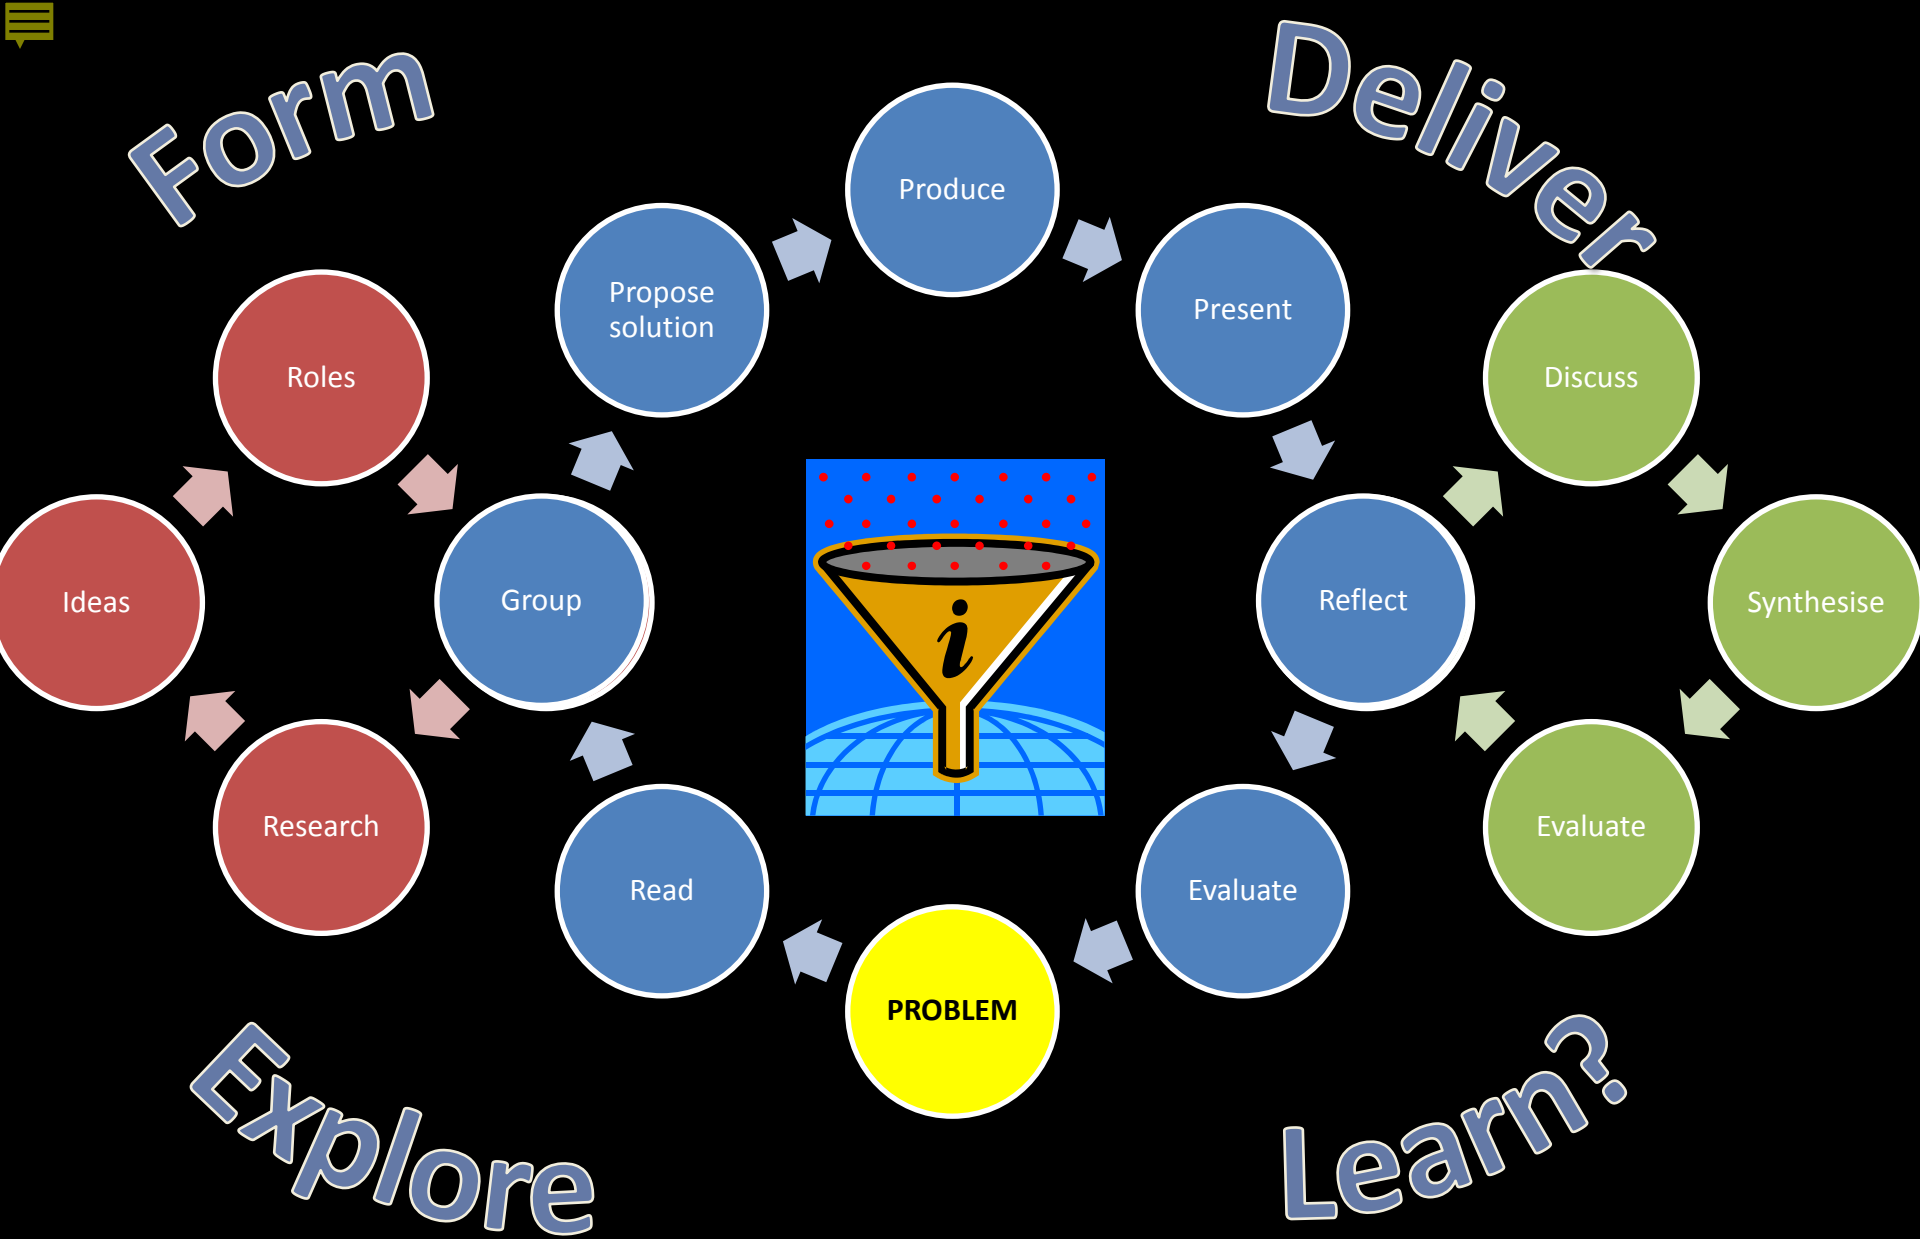 Form
Deliver
Produce
Propose
solution
Present
Roles
Discuss
Ideas
Group
i
Reflect
Synthesise
Research
Evaluate
Read
Evaluate
PROBLEM
Explore
Learn?